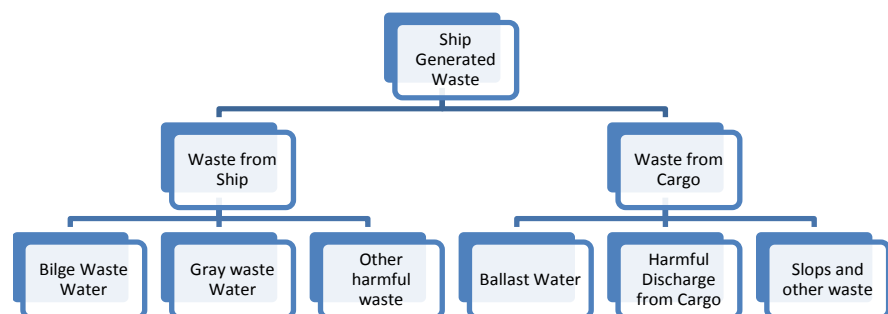 Ship
Generated
Waste
Waste from
Ship
Waste from
Cargo
Bilge Waste
Water
Gray waste
Water
Other
harmful
waste
Ballast Water
Harmful
Discharge
from Cargo
Slops and
other waste